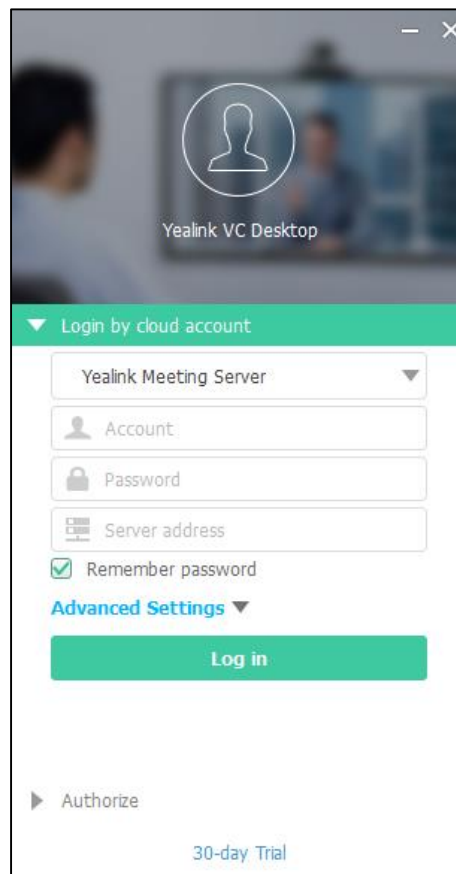 Yealink VC Desktop
Login by cloud account
Yealink Meeting Server
Account
Password
Server address
Remember password
Advanced Settings
Log in
Authorize
30-day Trial